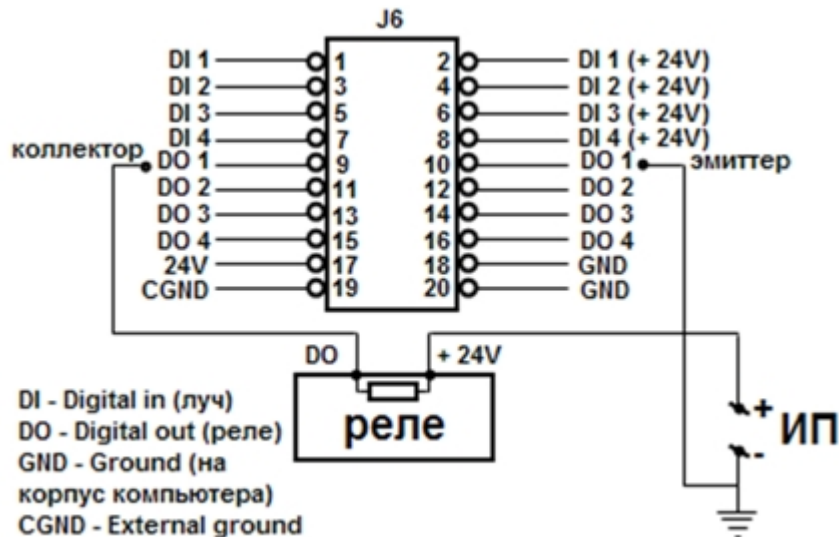 J6
DI 1 1 2 DI 1 (+ 24V)
DI 2 3 4 DI 2 (+ 24V)
DI 3 5 6 DI 3 (+ 24V)
DI 4 7 8 DI 4 (+ 24V)
коллектор DO 1 9 10 DO 1 эмиттер
DO 2 11 12 DO 2
DO 3 13 14 DO 3
DO 4 15 16 DO 4
24V 17 18 GND
CGND 19 20 GND
DO + 24V
реле
+ ИП
-
DI - Digital in (луч)
DO - Digital out (реле)
GND - Ground (на
корпус компьютера)
CGND - External ground